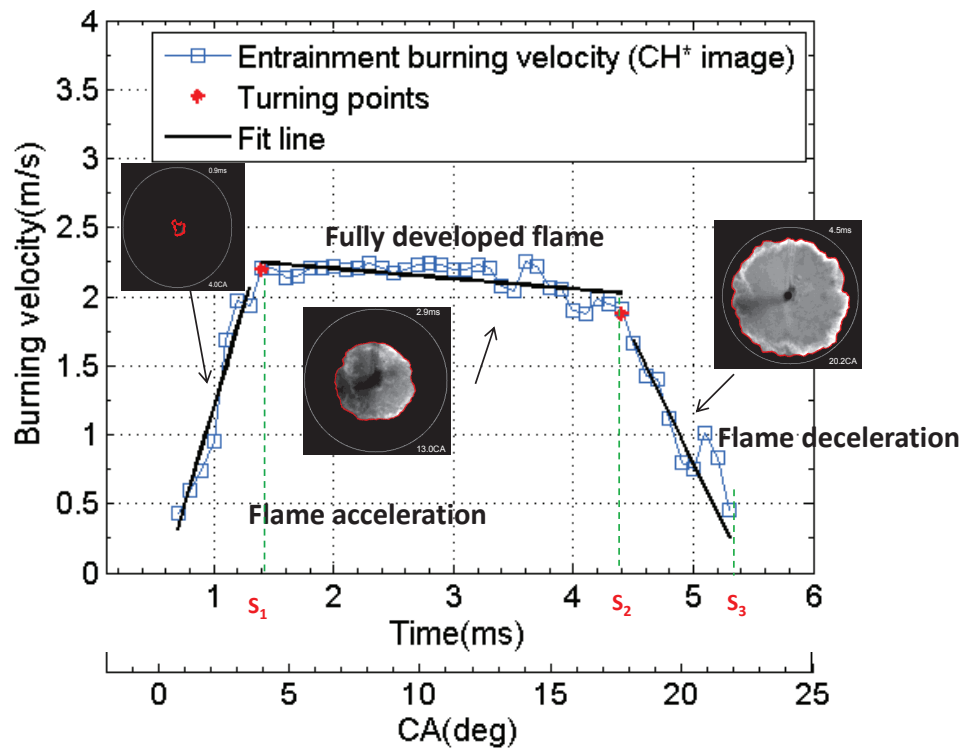 4
3.5
3
2.5
2
1.5
1
0.5
0
Burning velocity(m/s)
Entrainment burning velocity (CH* image)
Turning points
Fit line
0.9ms
4.0CA
Fully developed flame
2.9ms
13.0CA
4.5ms
20.2CA
Flame deceleration
Flame acceleration
1 2 3 4 5 6
S1 S2 S3
Time(ms)
0 5 10 15 20 25
CA(deg)